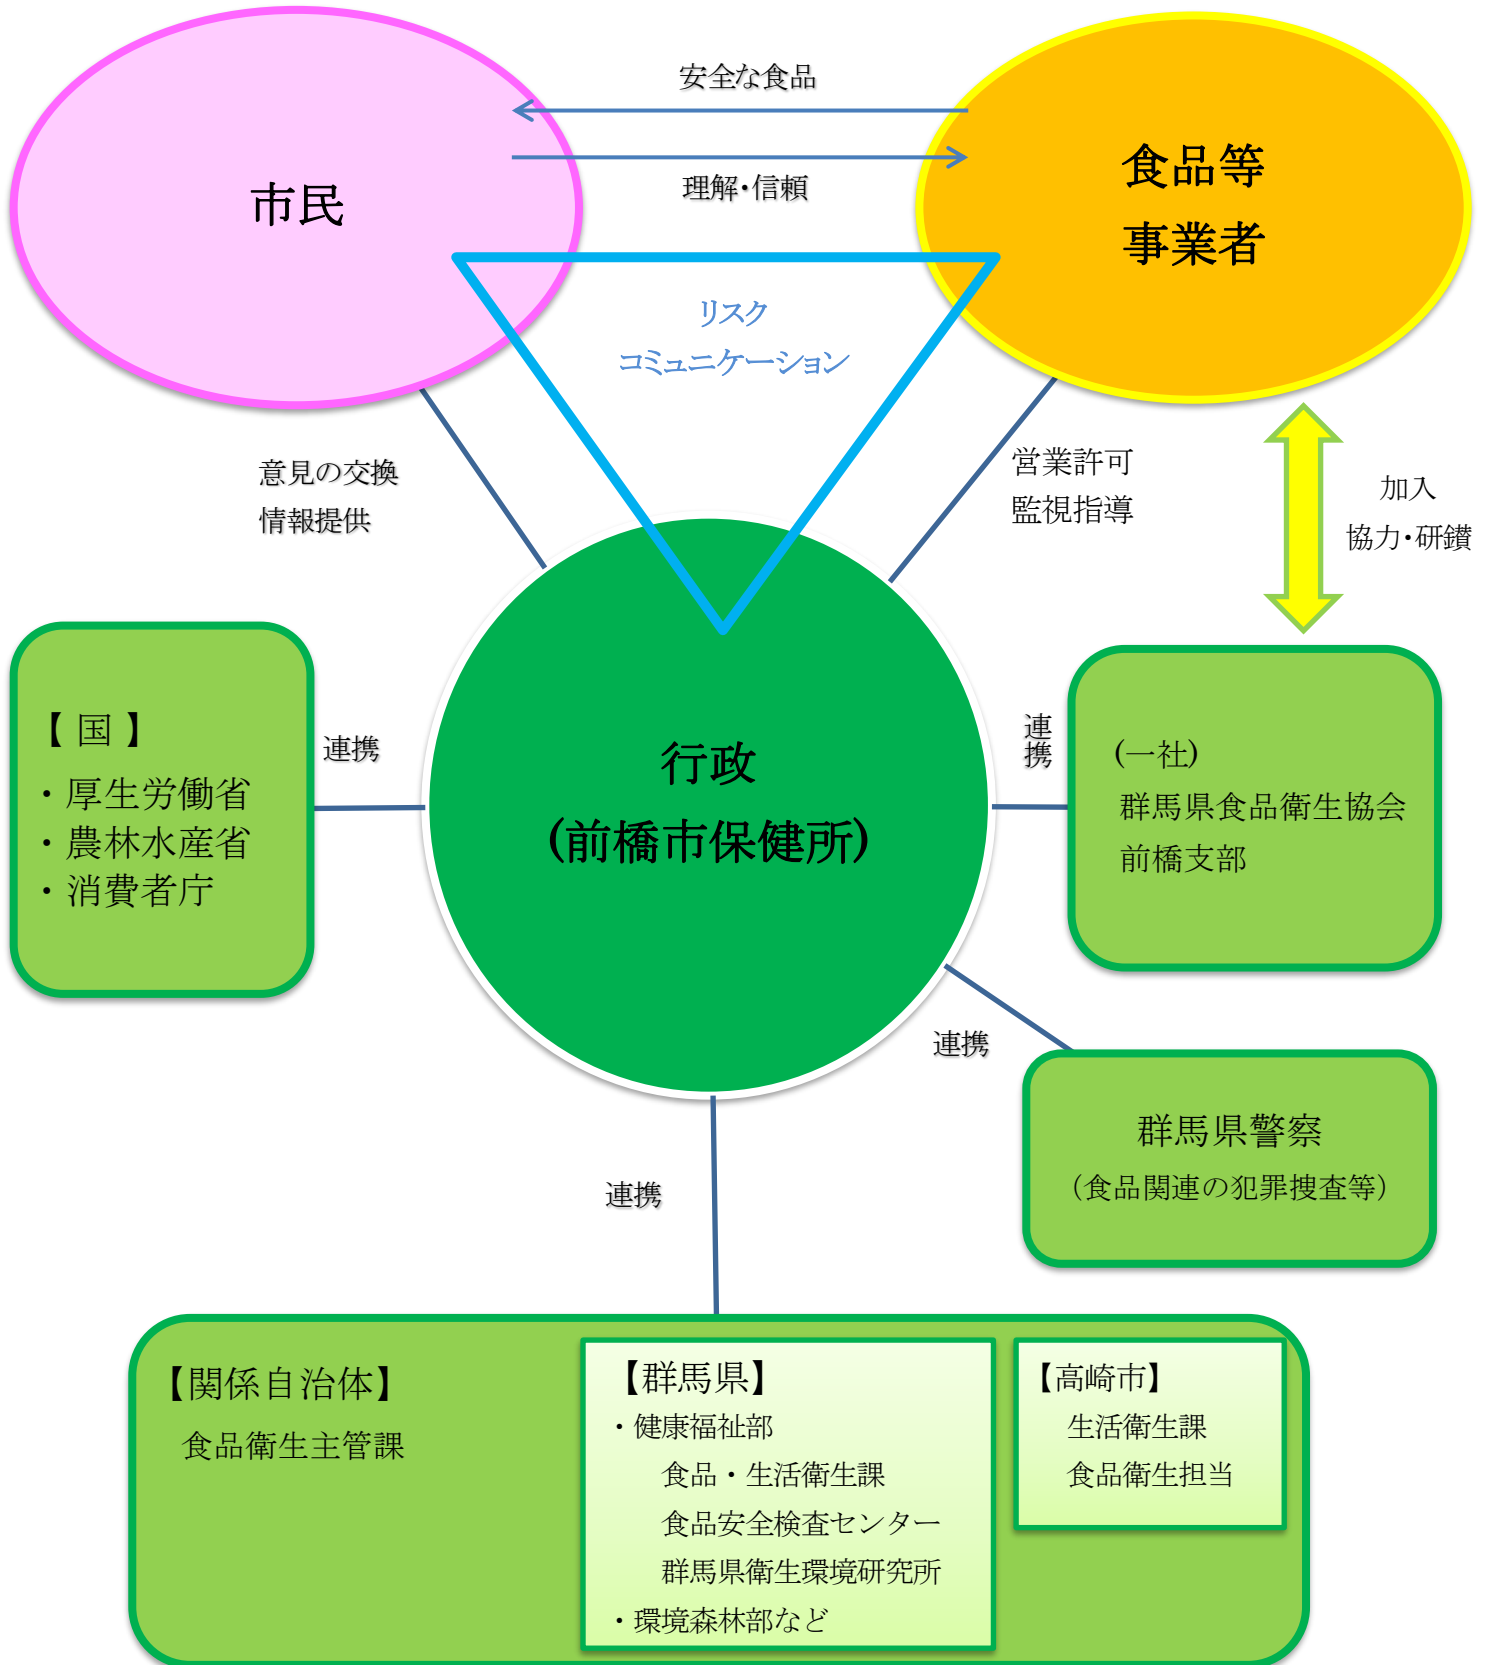 安全な食品
理解・信頼
市民
食品等
事業者
リスク
コミュニケーション
意見の交換
情報提供
営業許可
監視指導
加入
協力・研鑚
【 国 】
・厚生労働省
・農林水産省
・消費者庁
連携
行政
(前橋市保健所)
連携
(一社)
群馬県食品衛生協会
前橋支部
連携
群馬県警察
（食品関連の犯罪捜査等）
連携
【関係自治体】
食品衛生主管課
【群馬県】
・健康福祉部
食品・生活衛生課
食品安全検査センター
群馬県衛生環境研究所
・環境森林部など
【高崎市】
生活衛生課
食品衛生担当